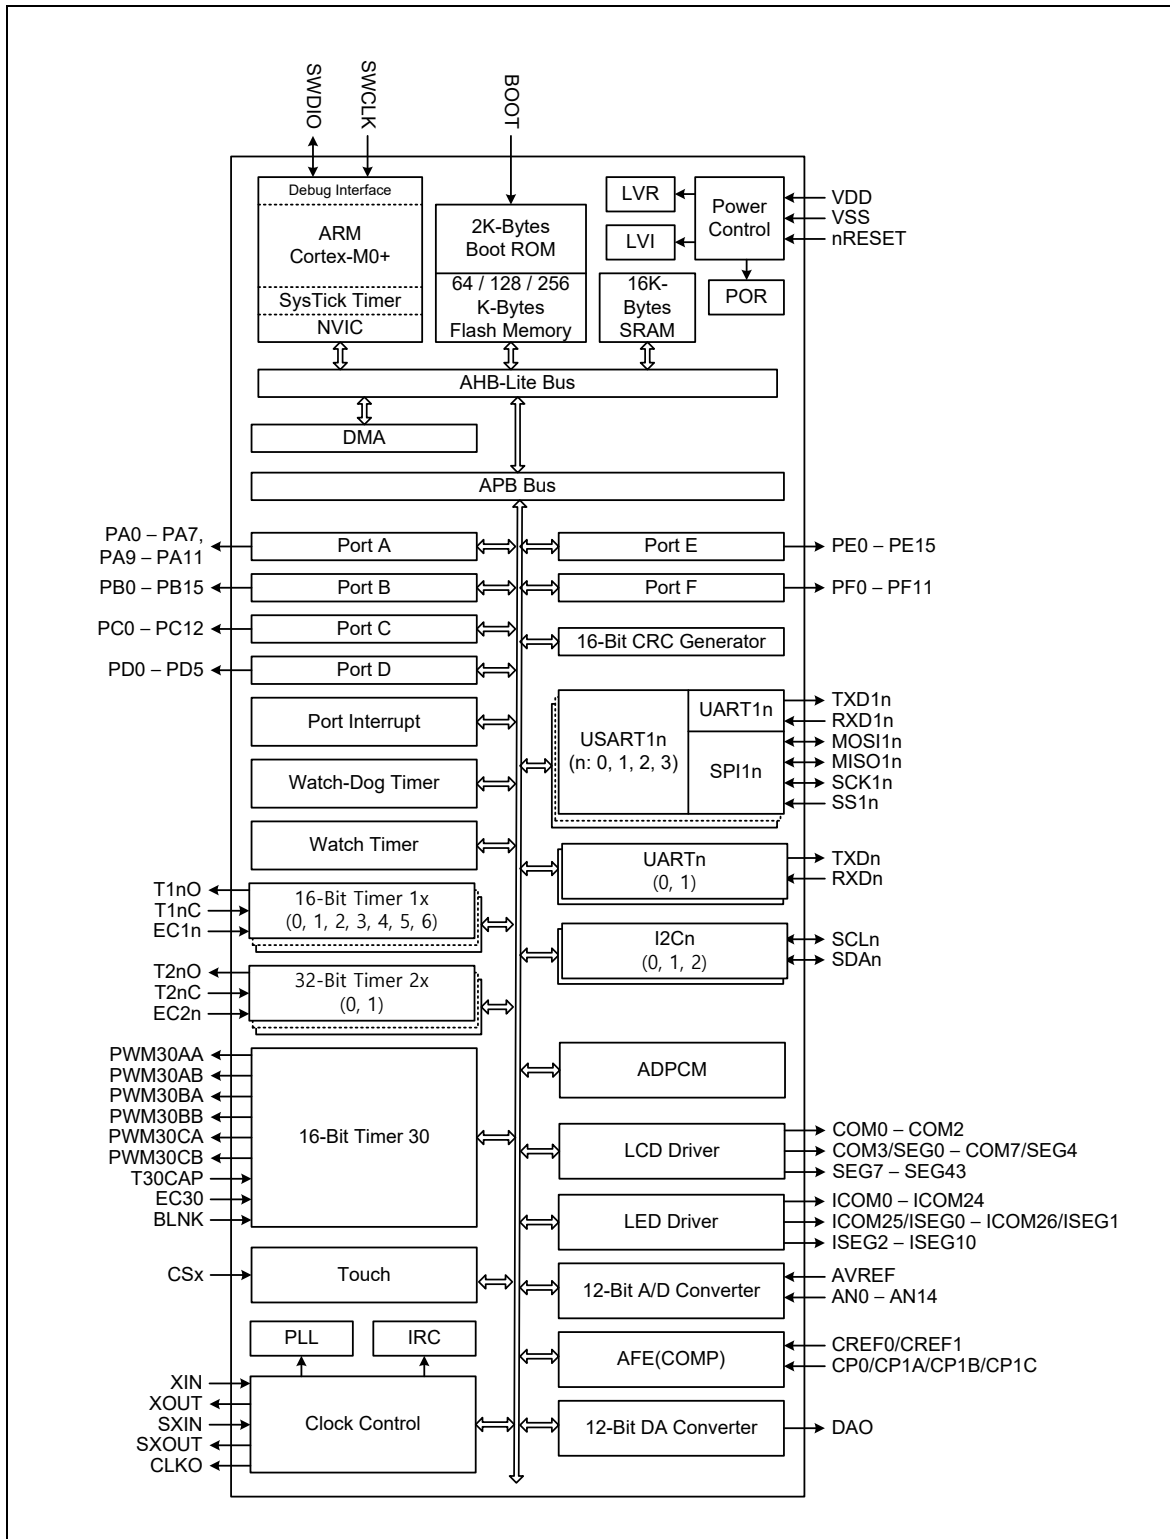 SWDIO
SWCLK
BOOT
Debug Interface
ARM
Cortex-M0+
SysTick Timer
NVIC
2K-Bytes
Boot ROM
64 / 128 / 256
K-Bytes
Flash Memory
16K-
Bytes
SRAM
LVR
LVI
Power
Control
POR
VDD
VSS
nRESET
AHB-Lite Bus
DMA
APB Bus
PA0 – PA7,
PA9 – PA11
Port A
PB0 – PB15
Port B
PC0 – PC12
Port C
PD0 – PD5
Port D
Port Interrupt
Watch-Dog Timer
Watch Timer
T1nO
T1nC
EC1n
16-Bit Timer 1x
(0, 1, 2, 3, 4, 5, 6)
T2nO
T2nC
EC2n
32-Bit Timer 2x
(0, 1)
PWM30AA
PWM30AB
PWM30BA
PWM30BB
PWM30CA
PWM30CB
T30CAP
EC30
BLNK
16-Bit Timer 30
CSx
Touch
PLL
IRC
XIN
XOUT
SXIN
SXOUT
CLKO
Clock Control
Port E
PE0 – PE15
Port F
PF0 – PF11
16-Bit CRC Generator
USART1n
(n: 0, 1, 2, 3)
UART1n
SPI1n
TXD1n
RXD1n
MOSI1n
MISO1n
SCK1n
SS1n
UARTn
(0, 1)
TXDn
RXDn
I2Cn
(0, 1, 2)
SCLn
SDAn
ADPCM
LCD Driver
COM0 – COM2
COM3/SEG0 – COM7/SEG4
SEG7 – SEG43
LED Driver
ICOM0 – ICOM24
ICOM25/ISEG0 – ICOM26/ISEG1
ISEG2 – ISEG10
12-Bit A/D Converter
AVREF
AN0 – AN14
AFE(COMP)
CREF0/CREF1
CP0/CP1A/CP1B/CP1C
12-Bit DA Converter
DAO